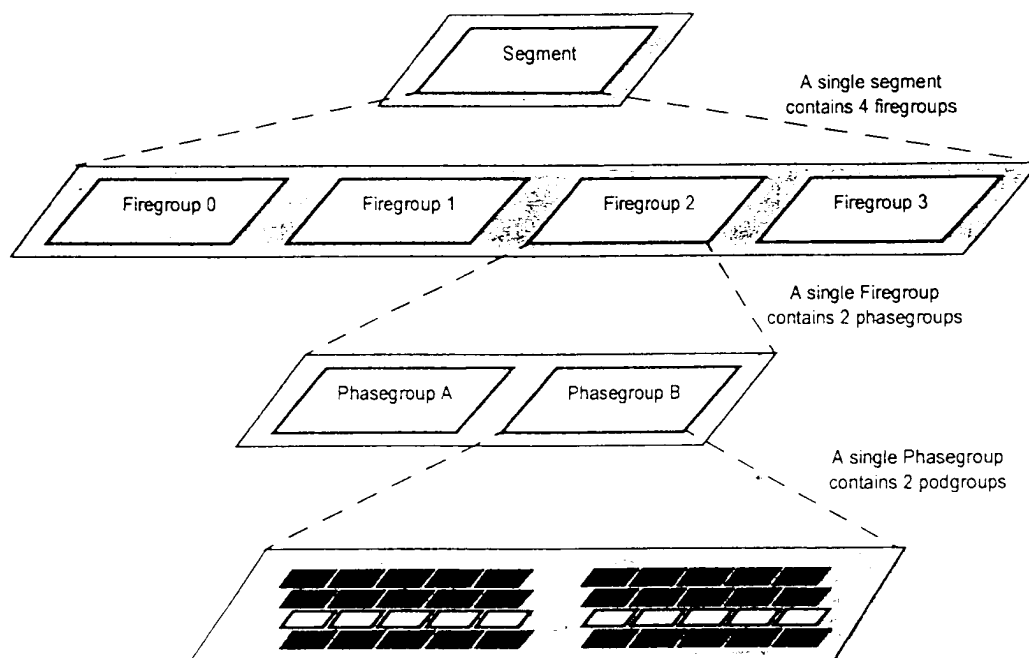 Segment
A single segment
contains 4 firegroups
Firegroup 0
Firegroup 1
Firegroup 2
Firegroup 3
A single Firegroup
contains 2 phasegroups
Phasegroup A
Phasegroup B
A single Phasegroup
contains 2 podgroups